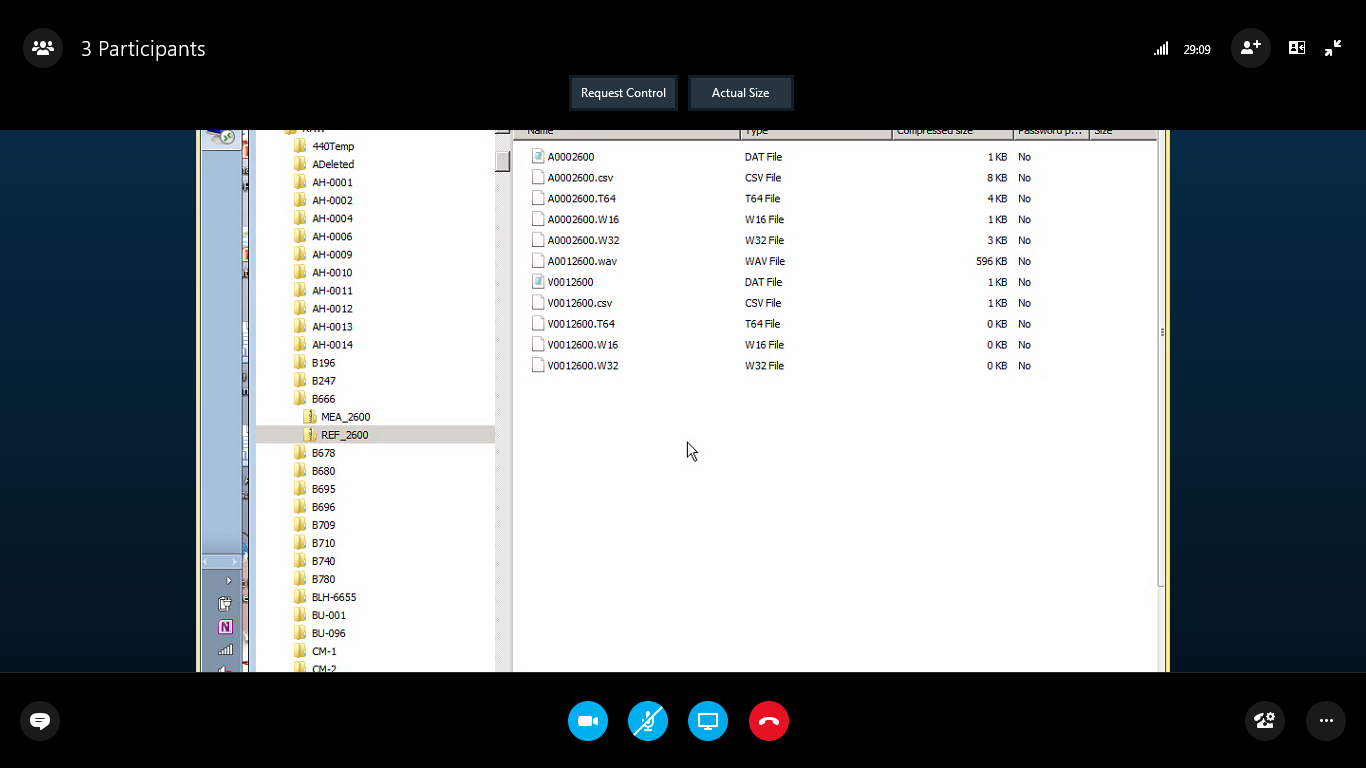 3 Participants
29:09
Request Control
Actual Size
RAW
440Temp
ADeleted
AH-0001
AH-0002
AH-0004
AH-0006
AH-0009
AH-0010
AH-0011
AH-0012
AH-0013
AH-0014
B196
B247
B666
MEA_2600
REF_2600
B678
B680
B695
B696
B709
B710
B740
B780
BLH-6655
BU-001
BU-096
CM-1
CM-2
Name Type Compressed size Password p... Size
A0002600 DAT File 1 KB No
A0002600.csv CSV File 8 KB No
A0002600.T64 T64 File 4 KB No
A0002600.W16 W16 File 1 KB No
A0002600.W32 W32 File 3 KB No
A0012600.wav WAV File 596 KB No
V0012600 DAT File 1 KB No
V0012600.csv CSV File 1 KB No
V0012600.T64 T64 File 0 KB No
V0012600.W16 W16 File 0 KB No
V0012600.W32 W32 File 0 KB No
N